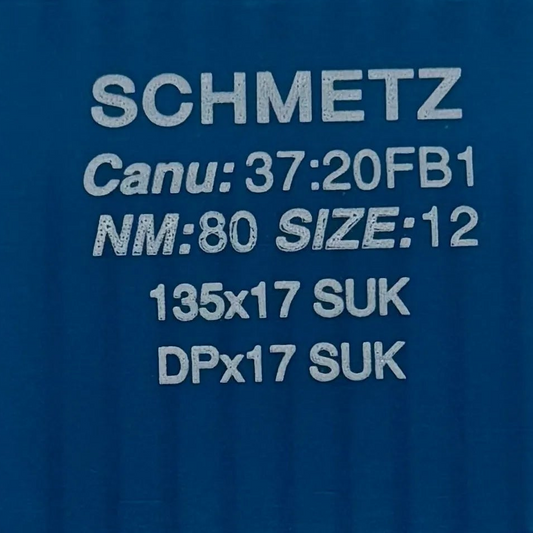 SCHMETZ
Canu: 37:20FB1
NM:80 SIZE:12
135x17 SUK
DPx17 SUK